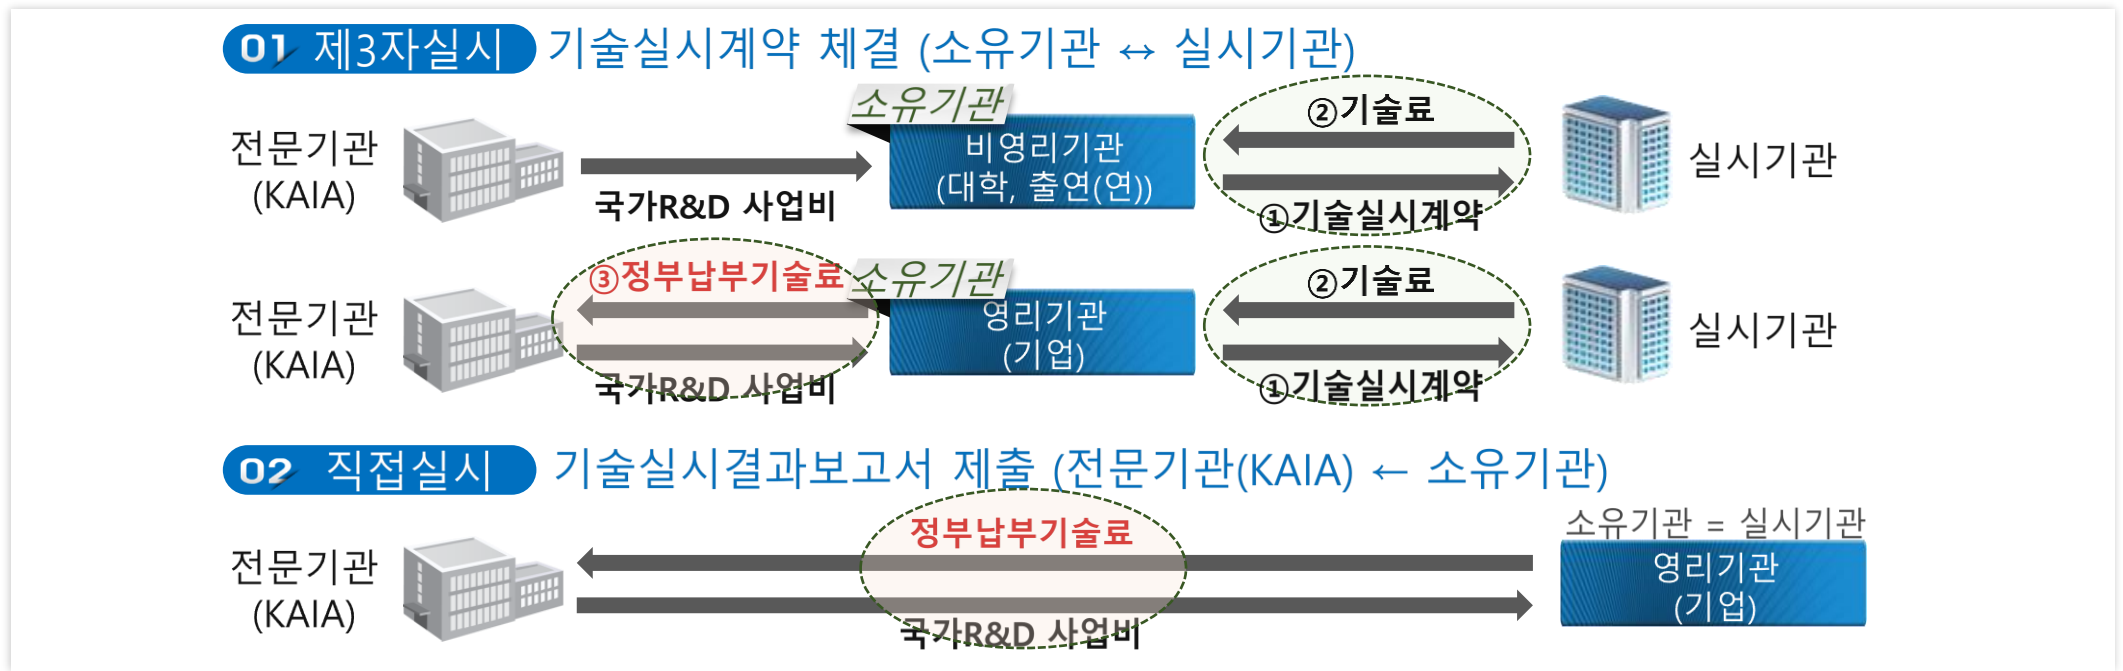 01 제3자실시 기술실시계약 체결 (소유기관 ↔ 실시기관)
전문기관
(KAIA)
국가R&D 사업비
소유기관
비영리기관
(대학, 출연(연))
②기술료
①기술실시계약
실시기관
전문기관
(KAIA)
③정부납부기술료
국가R&D 사업비
소유기관
영리기관
(기업)
②기술료
①기술실시계약
실시기관
02 직접실시 기술실시결과보고서 제출 (전문기관(KAIA) ← 소유기관)
전문기관
(KAIA)
정부납부기술료
국가R&D 사업비
소유기관 = 실시기관
영리기관
(기업)